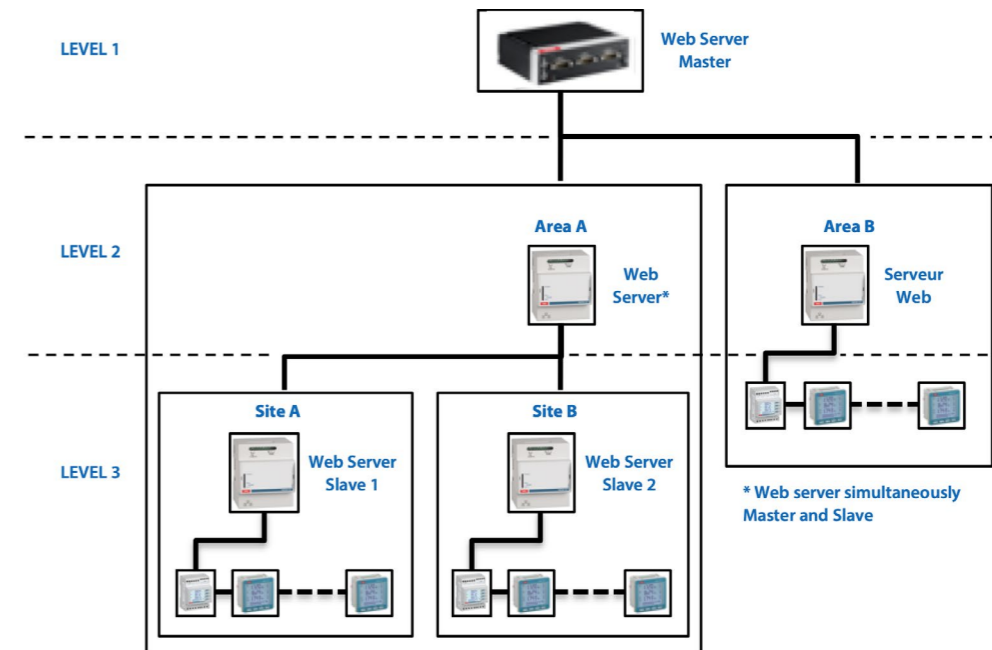 LEVEL 1
Web Server
Master
Area A
Area B
LEVEL 2
Web
Server*
Serveur
Web
Site A
Site B
LEVEL 3
Web Server
Slave 1
Web Server
Slave 2
* Web server simultaneously
Master and Slave